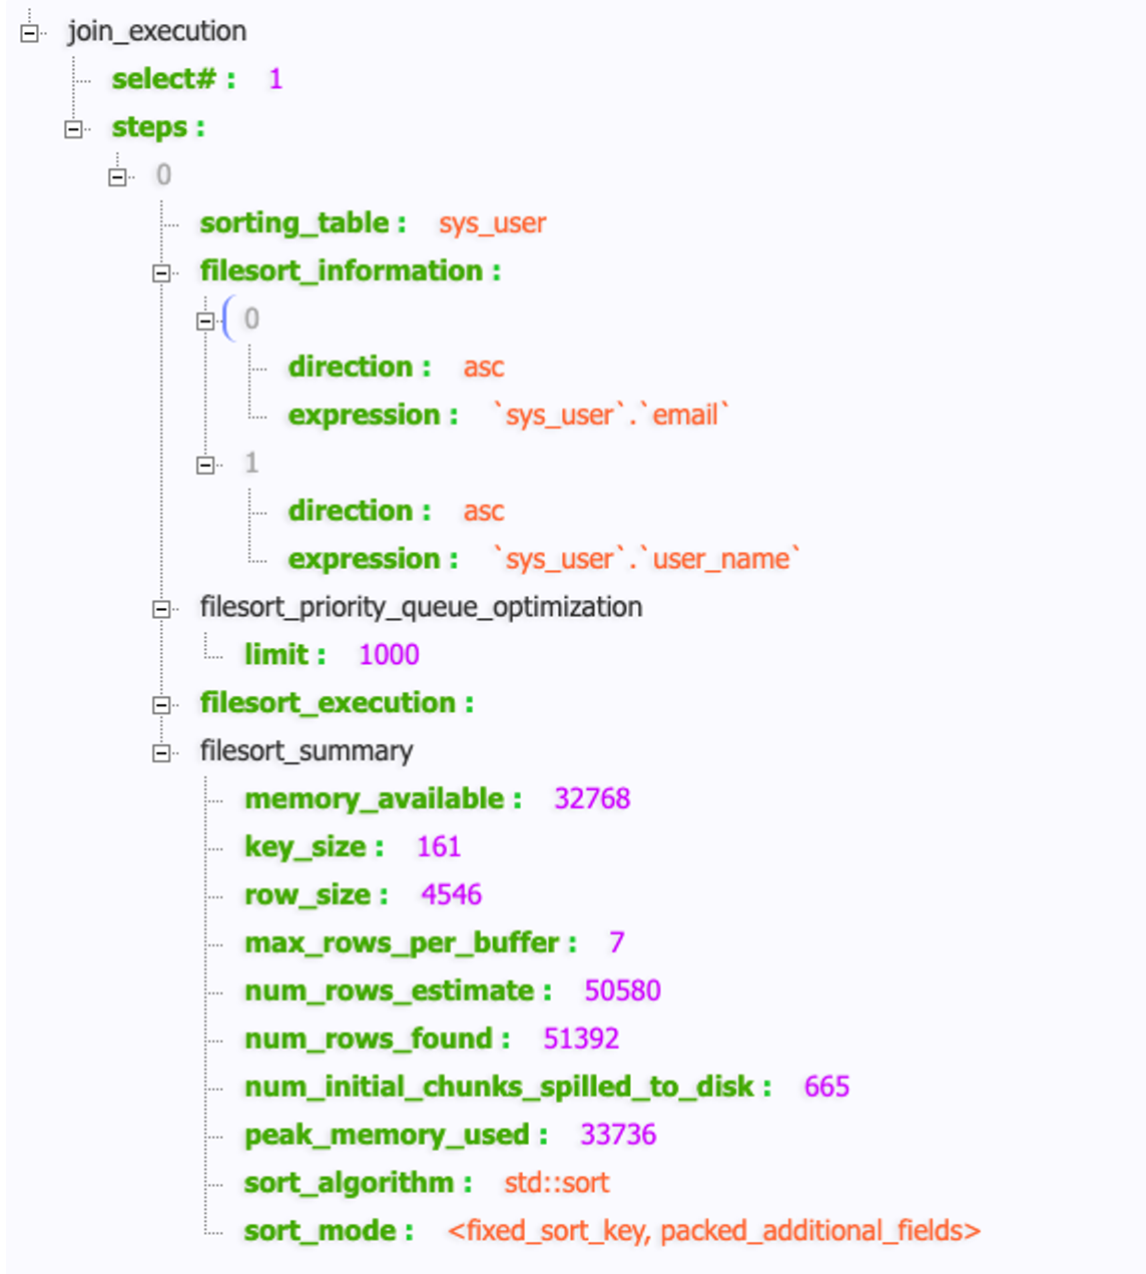 join_execution
select# : 1
steps :
0
sorting_table : sys_user
filesort_information :
0
direction : asc
expression : `sys_user`.`email`
1
direction : asc
expression : `sys_user`.`user_name`
filesort_priority_queue_optimization
limit : 1000
filesort_execution :
filesort_summary
memory_available : 32768
key_size : 161
row_size : 4546
max_rows_per_buffer : 7
num_rows_estimate : 50580
num_rows_found : 51392
num_initial_chunks_spilled_to_disk : 665
peak_memory_used : 33736
sort_algorithm : std::sort
sort_mode : <fixed_sort_key, packed_additional_fields>